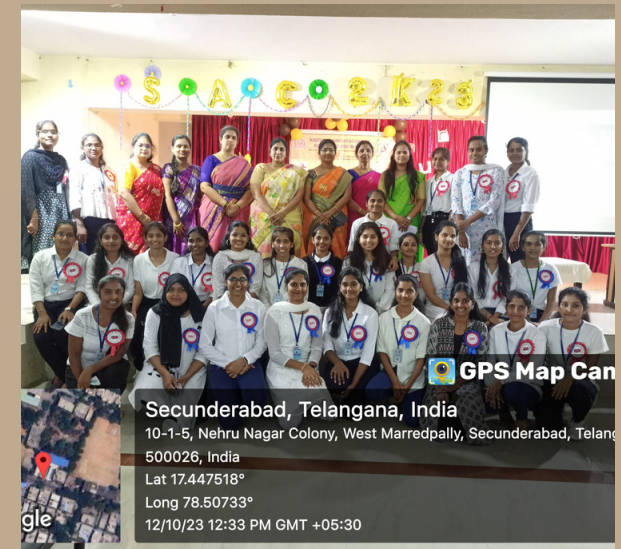 SAOC 2K23
GPS Map Cam
Secunderabad, Telangana, India
10-1-5, Nehru Nagar Colony, West Marredpally, Secunderabad, Telang
500026, India
Lat 17.447518°
Long 78.50733°
12/10/23 12:33 PM GMT +05:30
gle